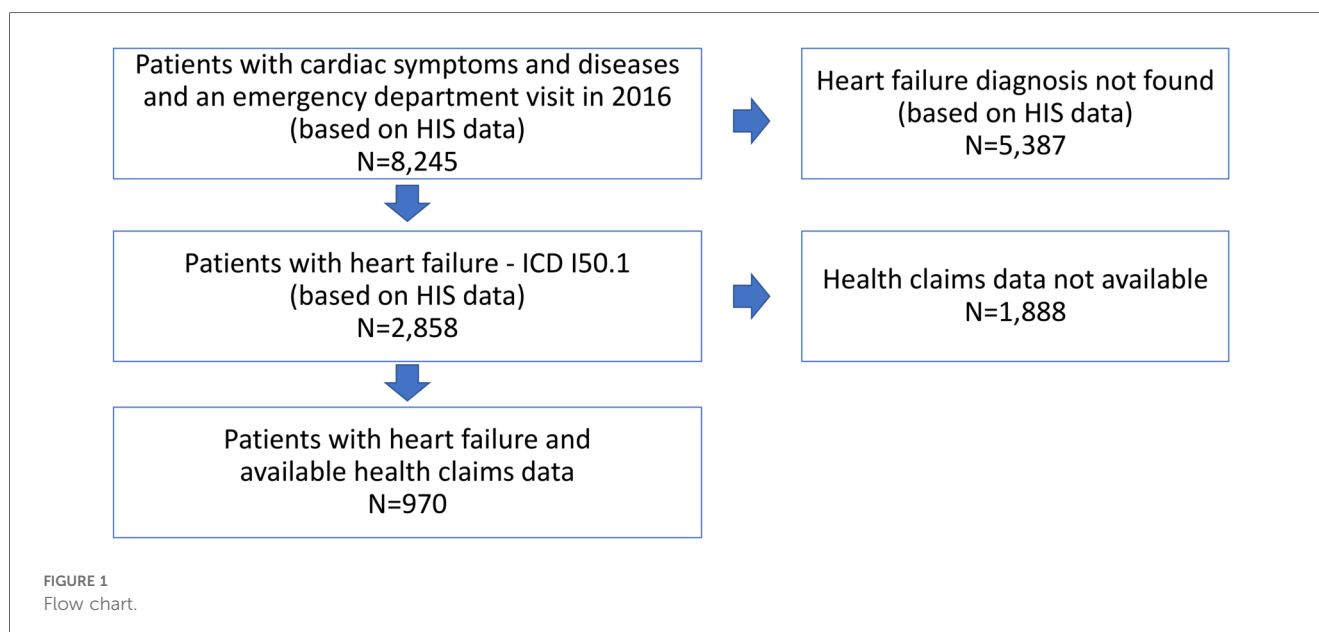 Patients with cardiac symptoms and diseases
and an emergency department visit in 2016
(based on HIS data)
N=8,245
Heart failure diagnosis not found
(based on HIS data)
N=5,387
Patients with heart failure - ICD I50.1
(based on HIS data)
N=2,858
Health claims data not available
N=1,888
Patients with heart failure and
available health claims data
N=970
FIGURE 1
Flow chart.